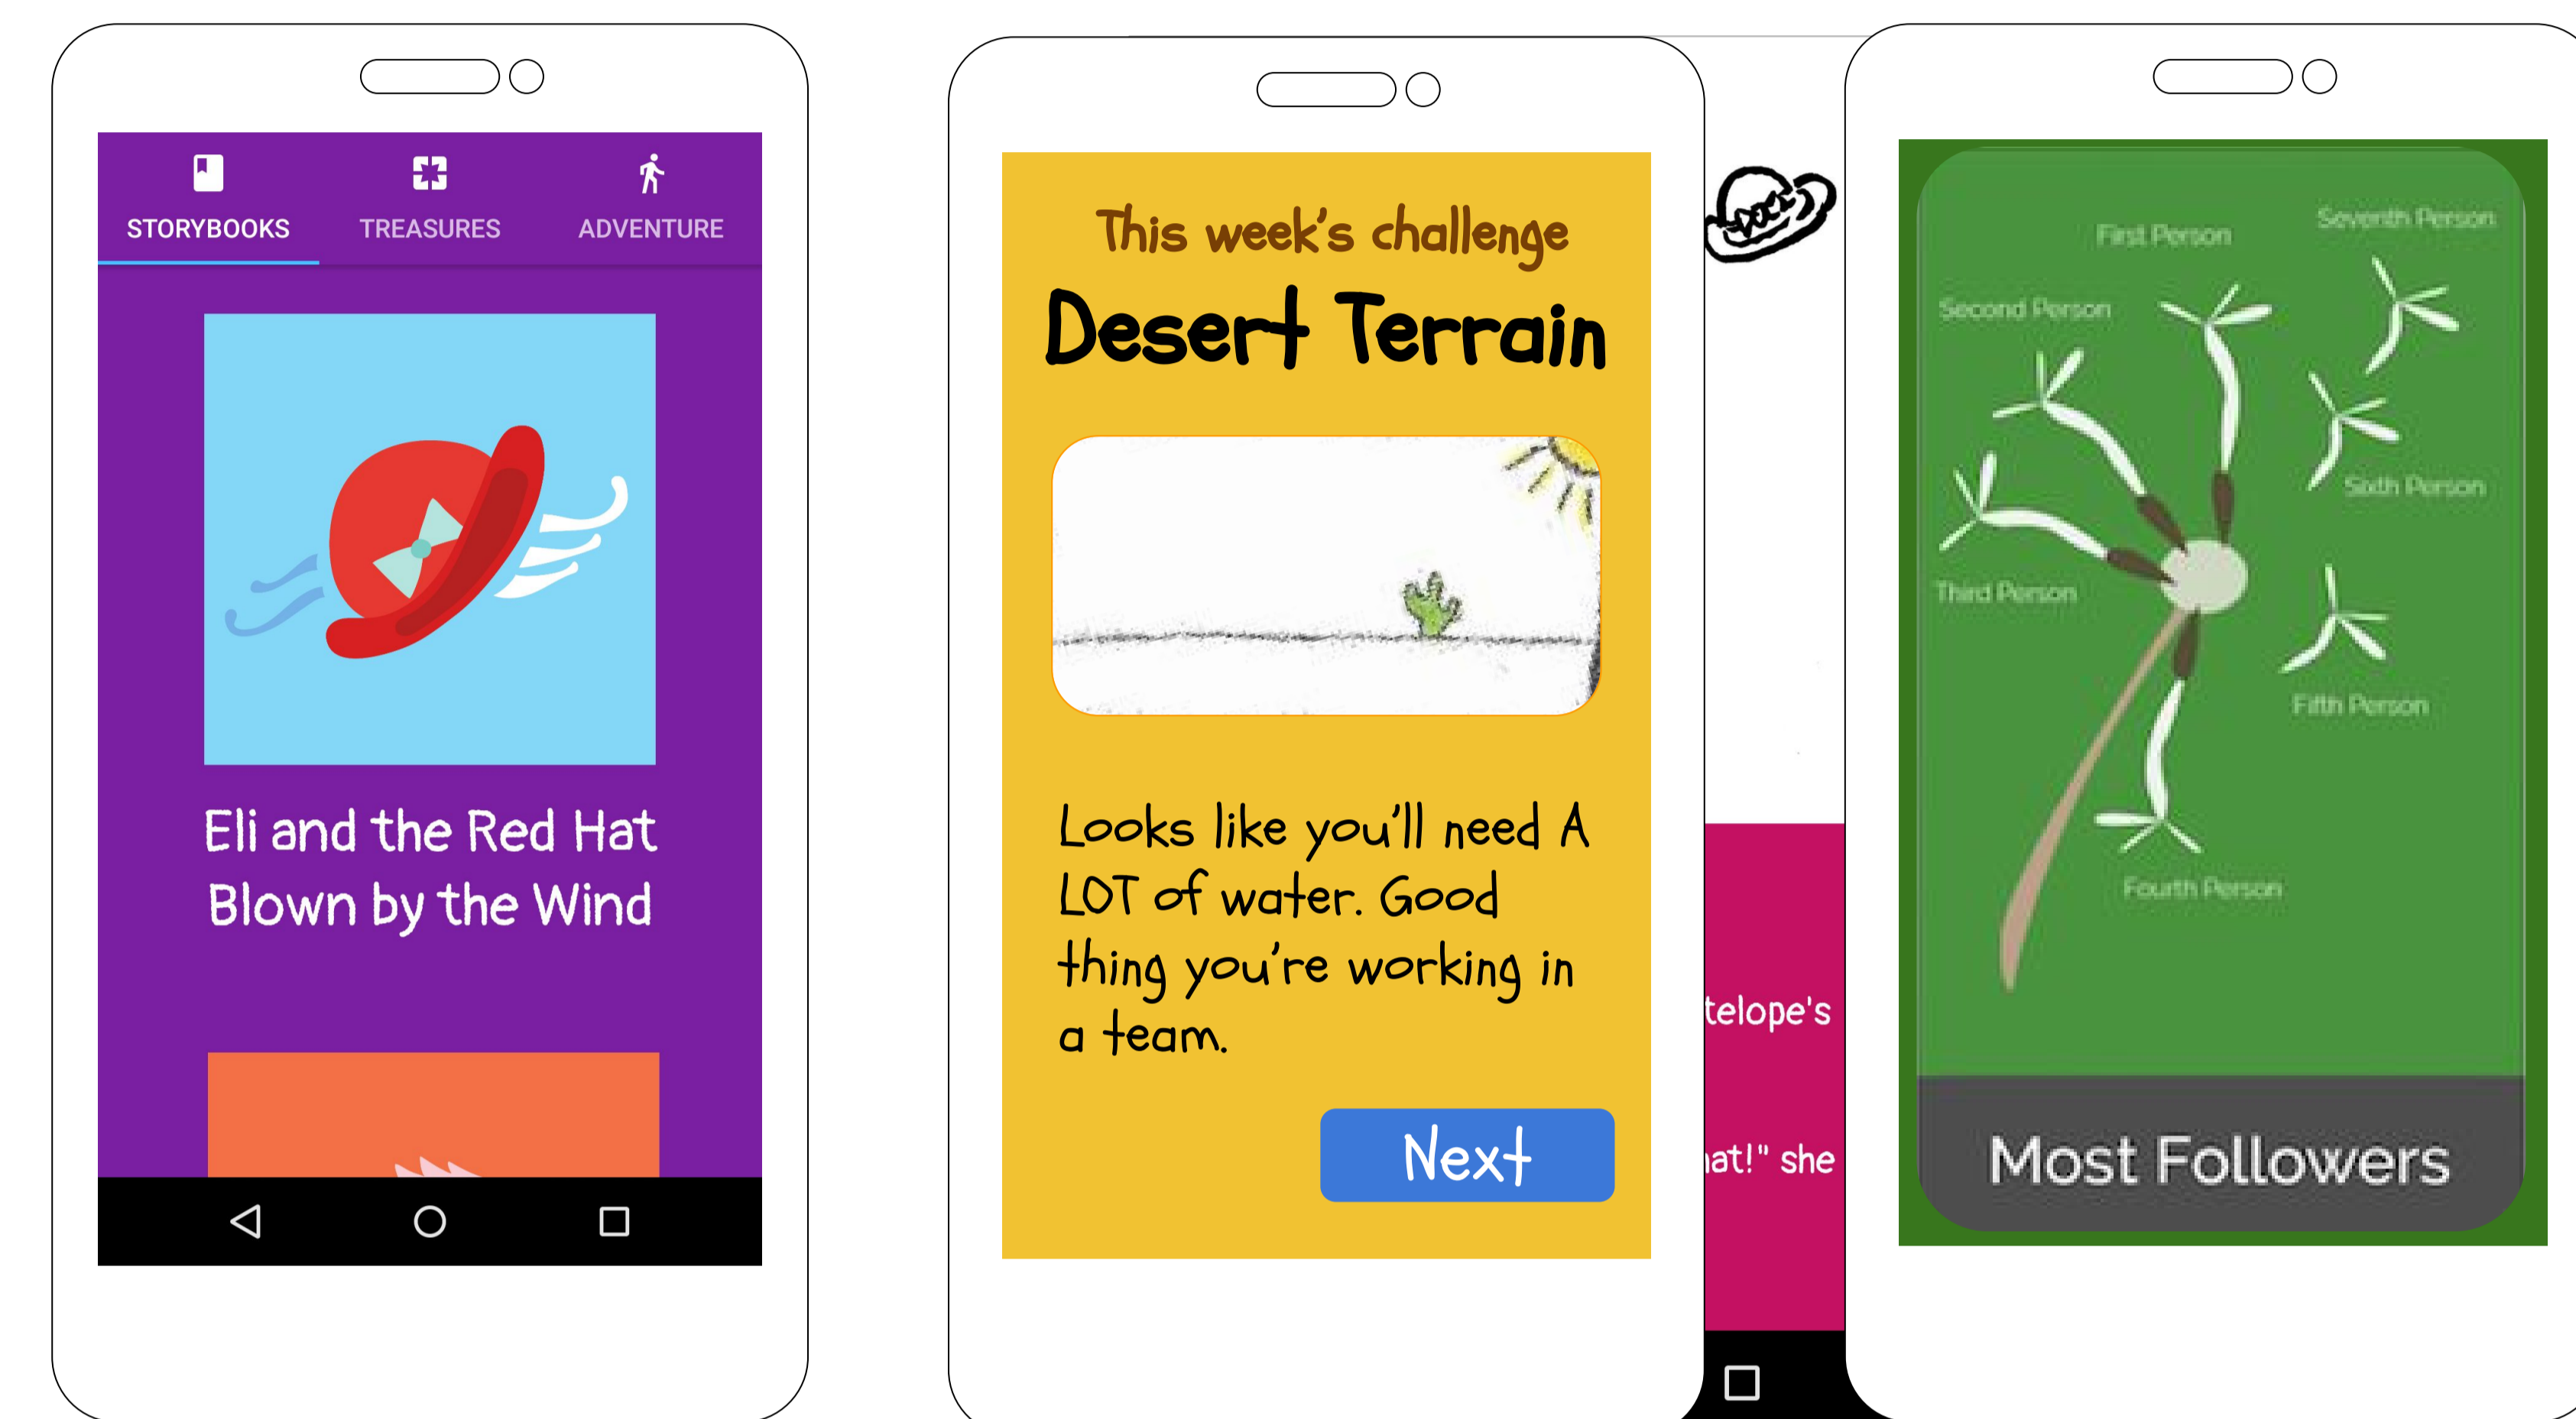 STORYBOOKS
TREASURES
ADVENTURE
Eli and the Red Hat
Blown by the Wind
This week's challenge
Desert Terrain
Looks like you'll need A
LOT of water. Good
thing you're working in
a team.
Next
telope's
at!" she
First Person
Seventh Person
Second Person
Sixth Person
Third Person
Fifth Person
Fourth Person
Most Followers